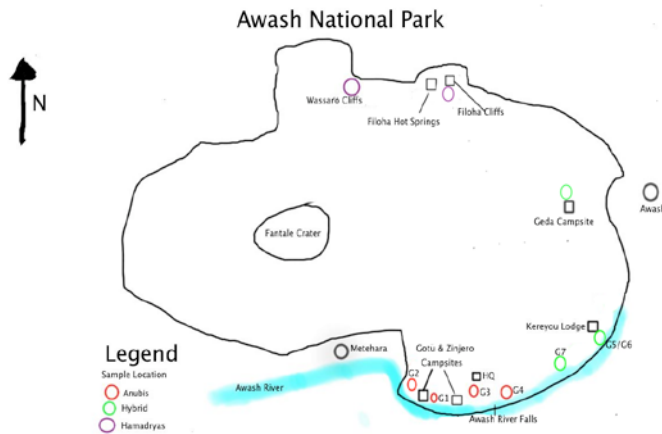 Awash National Park
N
Wassaro Cliffs
Filoha Hot Springs
Filoha Cliffs
Geda Campsite
Awash
Fantale Crater
Kereyou Lodge
G5/G6
G7
Metehara
Gotu & Zinjero
Campsites
HQ
G2
G1
G3
G4
Awash River
Awash River Falls
Legend
Sample Location
Anubis
Hybrid
Hamadryas